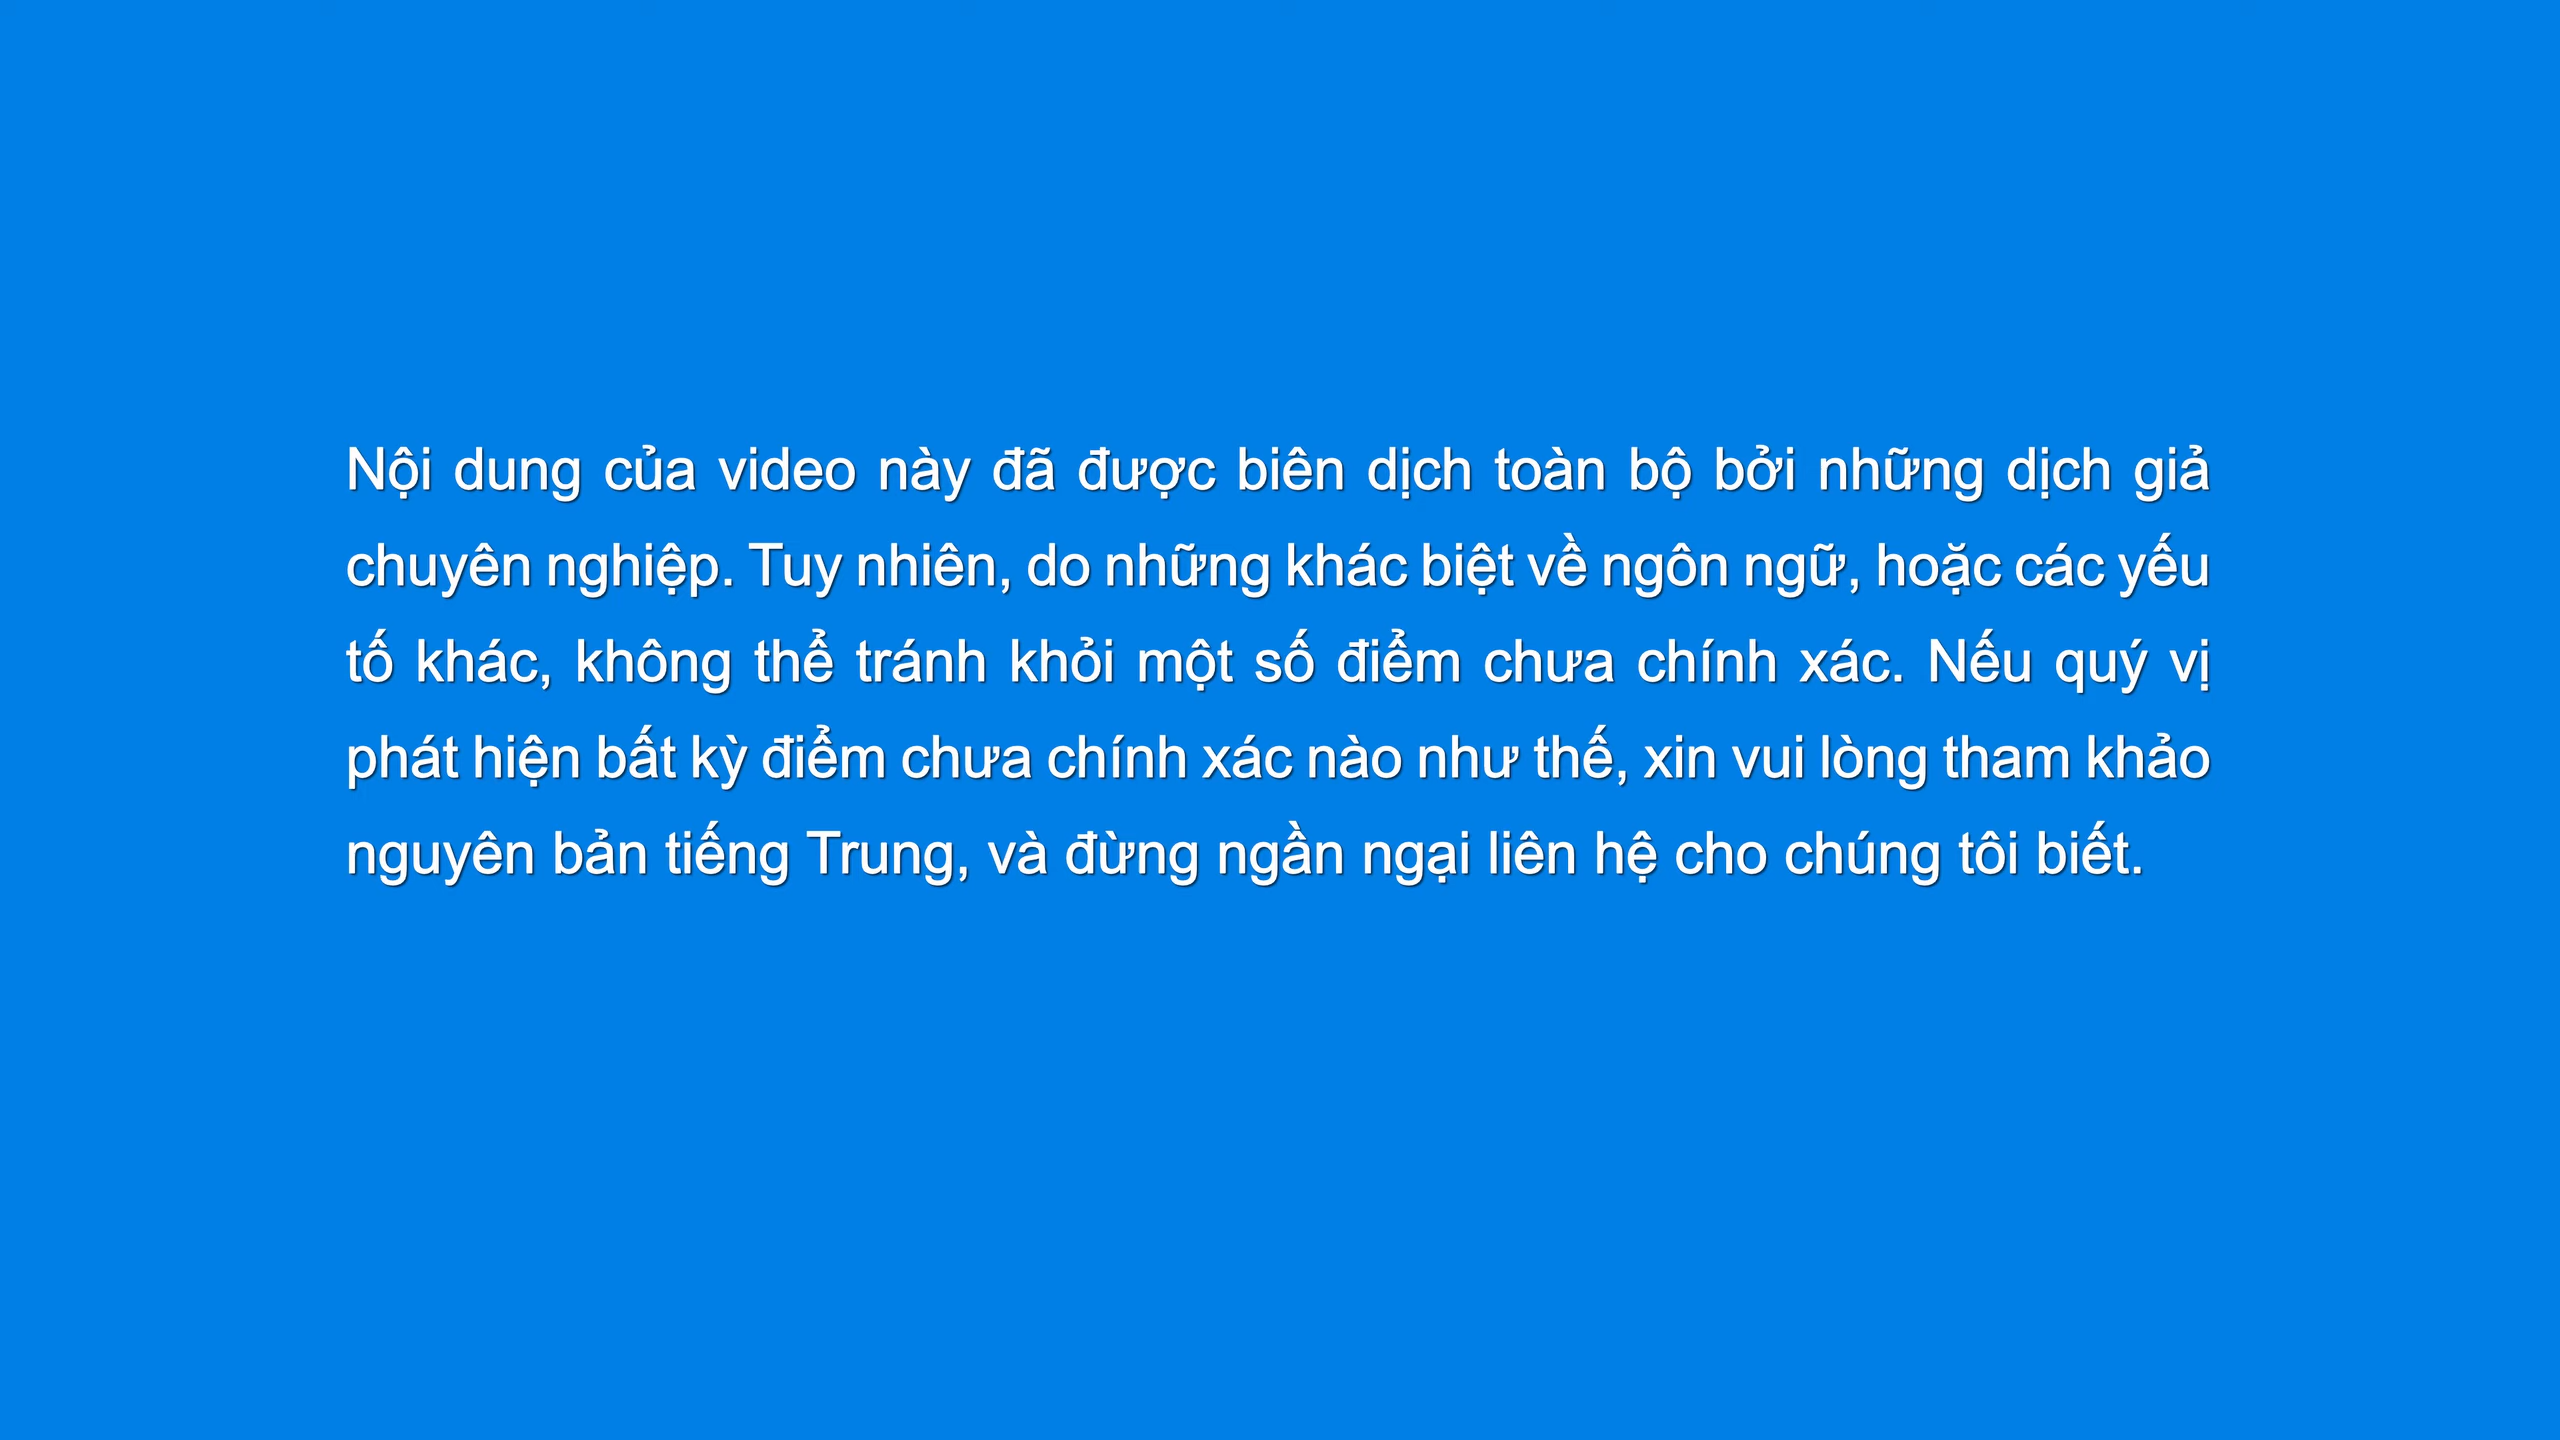 Nội dung của video này đã được biên dịch toàn bộ bởi những dịch giả
chuyên nghiệp. Tuy nhiên, do những khác biệt về ngôn ngữ, hoặc các yếu
tố khác, không thể tránh khỏi một số điểm chưa chính xác. Nếu quý vị
phát hiện bất kỳ điểm chưa chính xác nào như thế, xin vui lòng tham khảo
nguyên bản tiếng Trung, và đừng ngần ngại liên hệ cho chúng tôi biết.